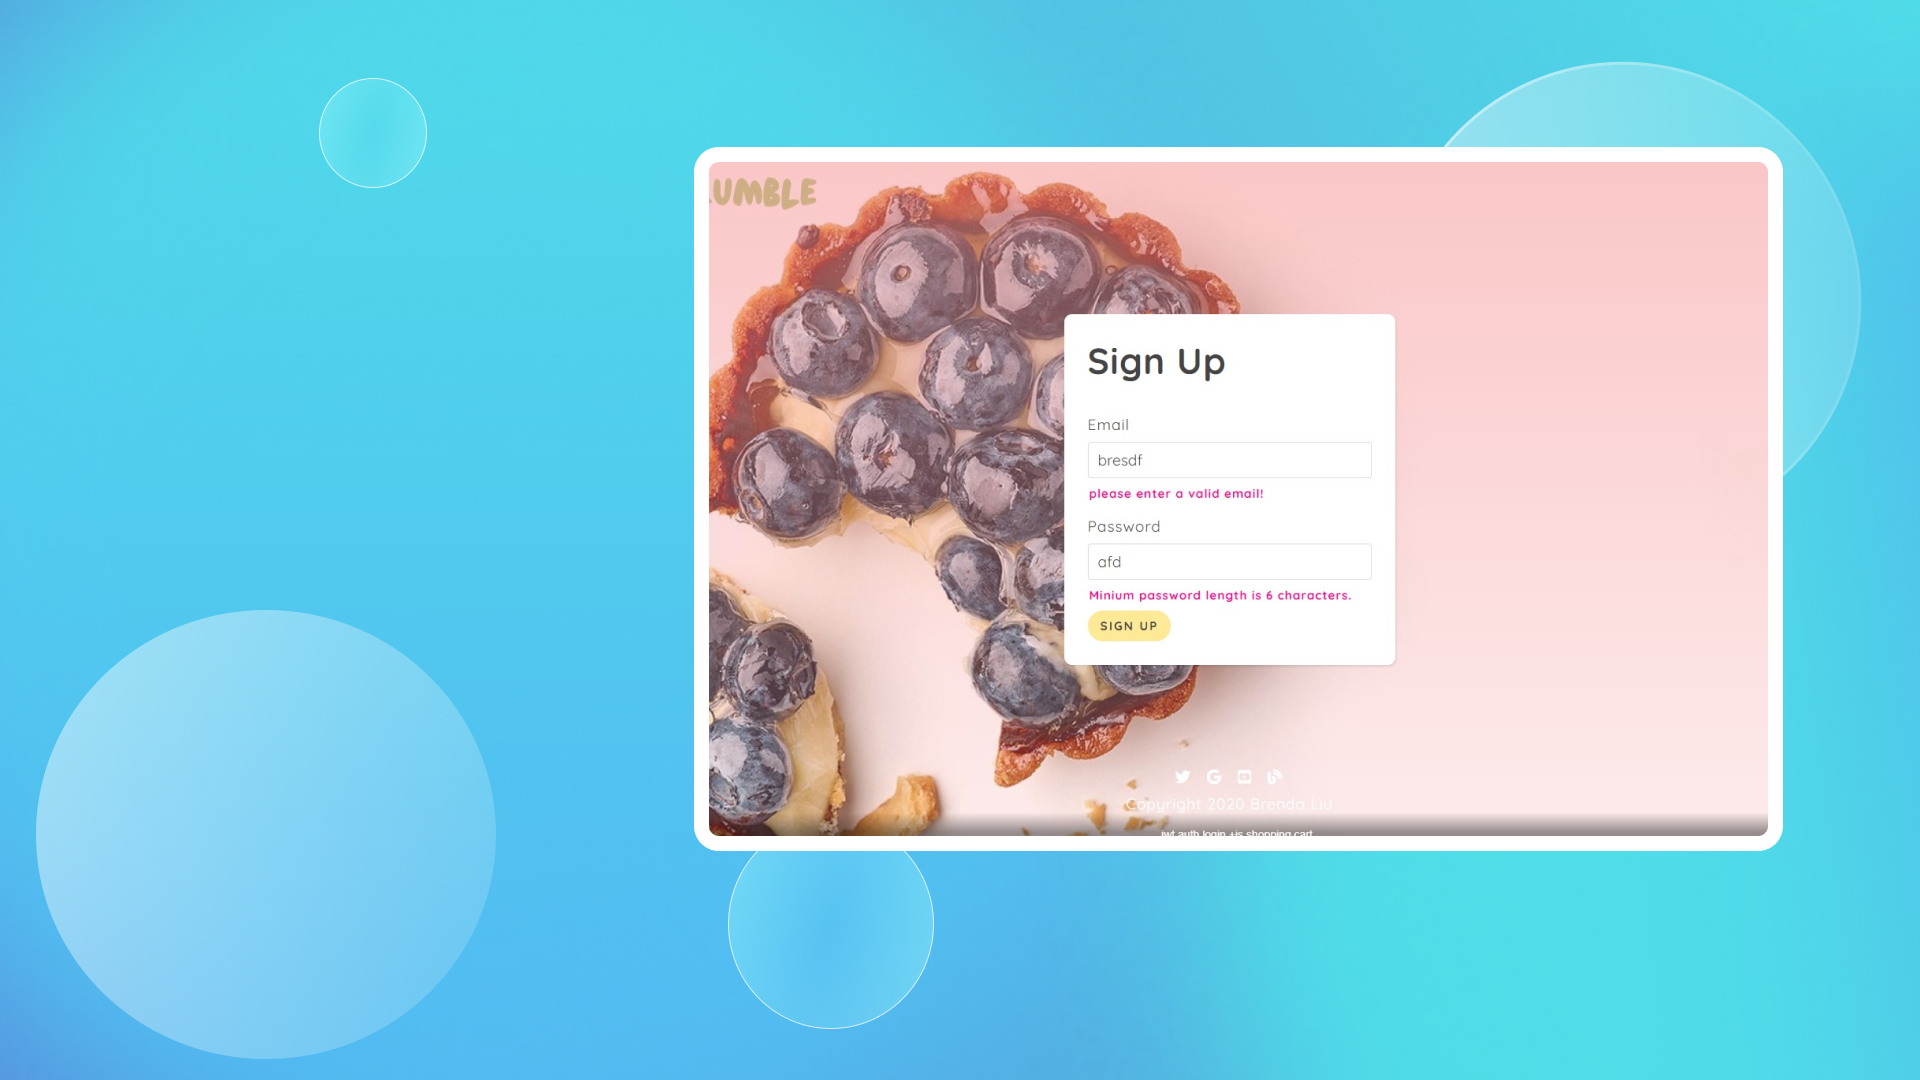 UMBLE
Sign Up
Email
bresdf
please enter a valid email!
Password
afd
Minium password length is 6 characters.
SIGN UP
Copyright 2020 Brenda Liu
jwt auth login +js shopping cart